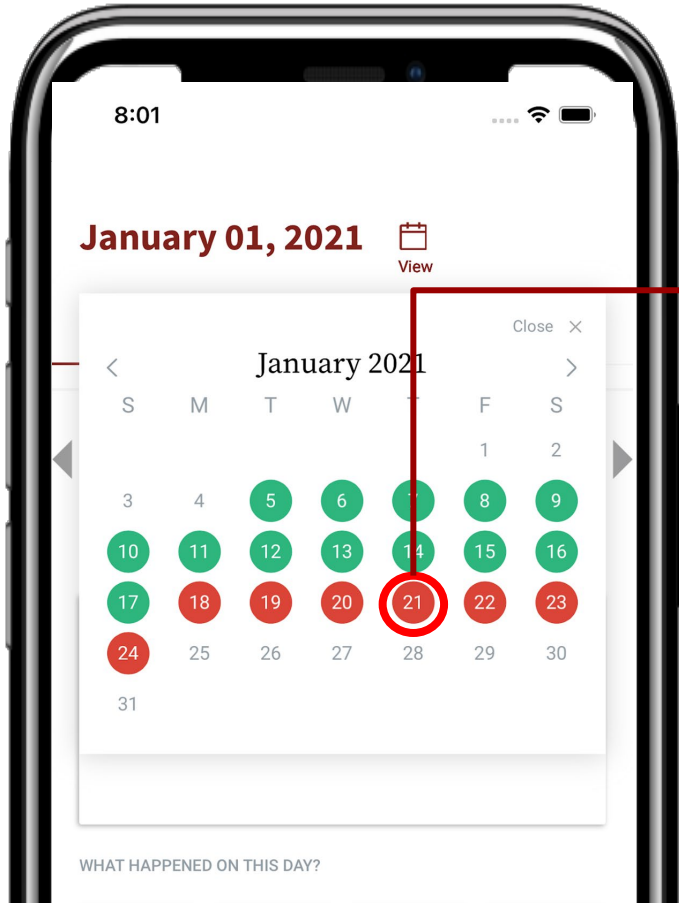 8:01
January 01, 2021
View
Close
January 2021
S M T W T F S
1 2
3 4 5 6 7 8 9
10 11 12 13 14 15 16
17 18 19 20 21 22 23
24 25 26 27 28 29 30
31
WHAT HAPPENED ON THIS DAY?